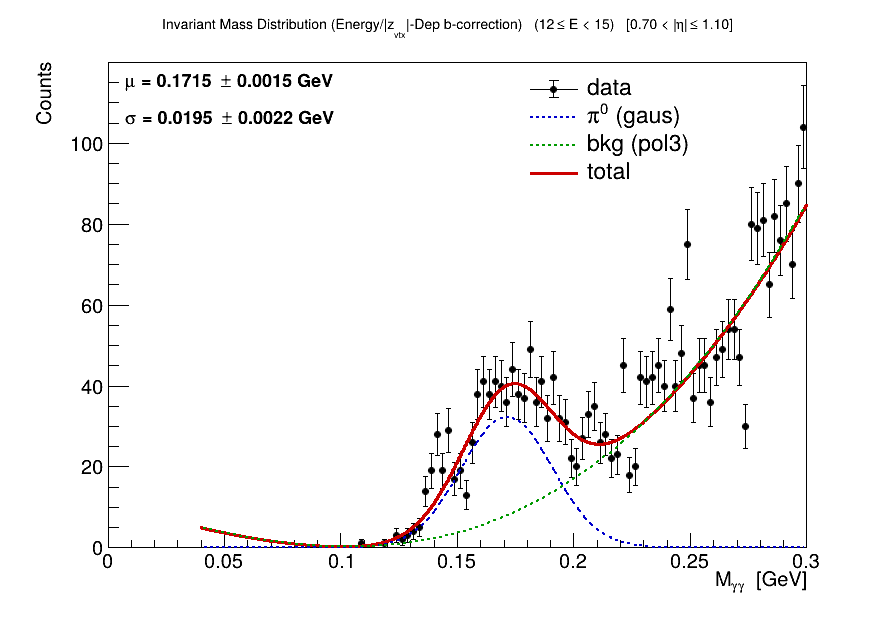 Invariant Mass Distribution (Energy/|z_vtx|-Dep b-correction) (12 ≤ E < 15) [0.70 < |η| ≤ 1.10]
μ = 0.1715 ± 0.0015 GeV
σ = 0.0195 ± 0.0022 GeV
data
π⁰ (gaus)
bkg (pol3)
total
Counts
100
80
60
40
20
0
0 0.05 0.1 0.15 0.2 0.25 0.3
M_γγ [GeV]